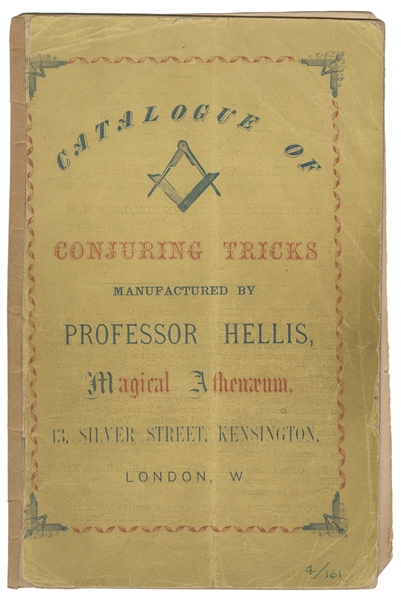 CATALOGUE OF
CONJURING TRICKS
MANUFACTURED BY
PROFESSOR HELLIS,
Magical Athenæum,
13, SILVER STREET, KENSINGTON,
LONDON, W
4/161